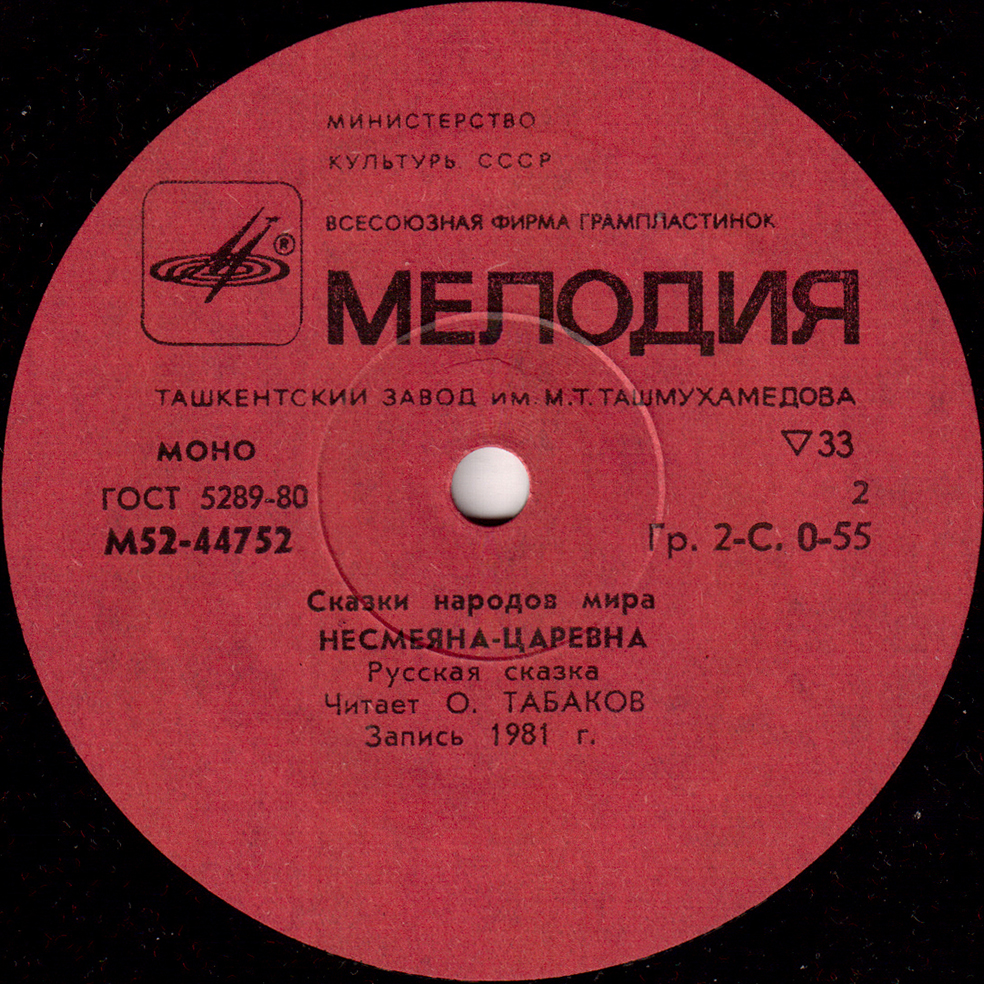 МИНИСТЕРСТВО
КУЛЬТУРЫ СССР
ВСЕСОЮЗНАЯ ФИРМА ГРАМПЛАСТИНОК
®
МЕЛОДИЯ
ТАШКЕНТСКИЙ ЗАВОД ИМ. М.Т. ТАШМУХАМЕДОВА
МОНО
▽33
ГОСТ 5289-80
2
М52-44752
Гр. 2-С. 0-55
Сказки народов мира
НЕСМЕЯНА-ЦАРЕВНА
Русская сказка
Читает О. ТАБАКОВ
Запись 1981 г.